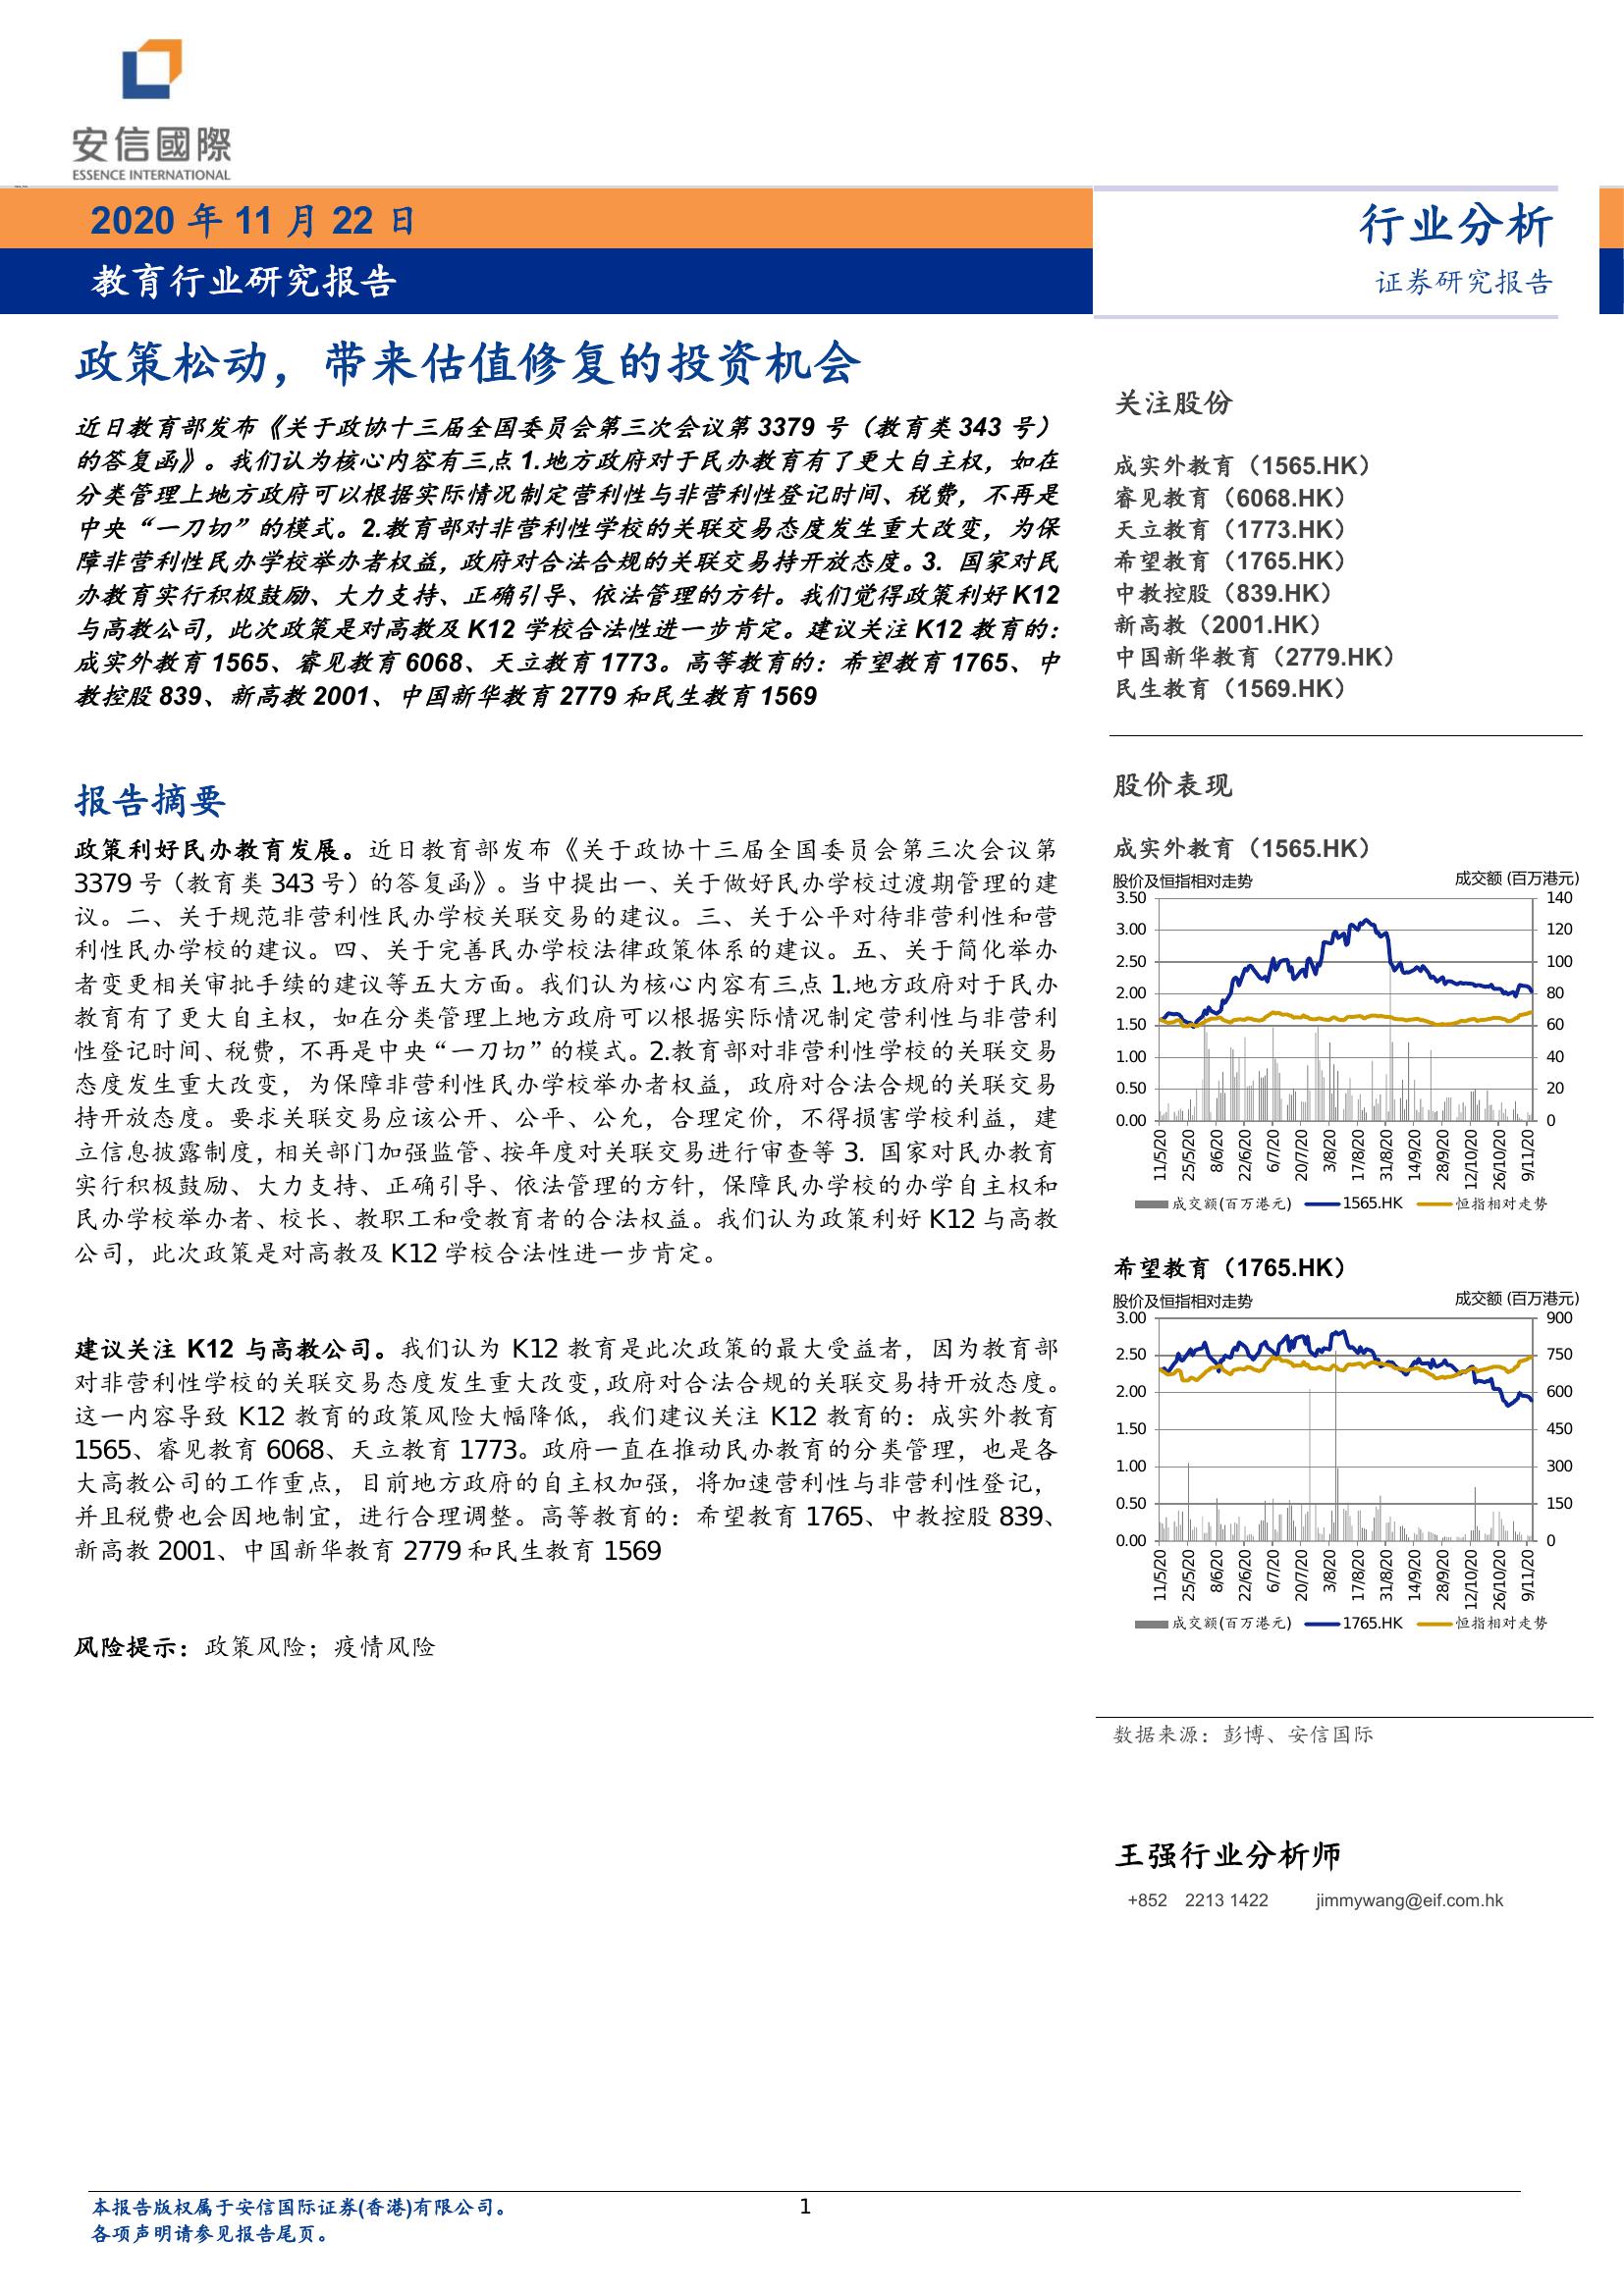 安信國際
ESSENCE INTERNATIONAL
2020 年 11 月 22 日
教育行业研究报告
行业分析
证券研究报告
政策松动，带来估值修复的投资机会
近日教育部发布《关于政协十三届全国委员会第三次会议第 3379 号（教育类 343 号）
的答复函》。我们认为核心内容有三点 1.地方政府对于民办教育有了更大自主权，如在
分类管理上地方政府可以根据实际情况制定营利性与非营利性登记时间、税费，不再是
中央“一刀切”的模式。2.教育部对非营利性学校的关联交易态度发生重大改变，为保
障非营利性民办学校举办者权益，政府对合法合规的关联交易持开放态度。3. 国家对民
办教育实行积极鼓励、大力支持、正确引导、依法管理的方针。我们觉得政策利好 K12
与高教公司，此次政策是对高教及 K12 学校合法性进一步肯定。建议关注 K12 教育的：
成实外教育 1565、睿见教育 6068、天立教育 1773。高等教育的：希望教育 1765、中
教控股 839、新高教 2001、中国新华教育 2779 和民生教育 1569
报告摘要
政策利好民办教育发展。近日教育部发布《关于政协十三届全国委员会第三次会议第
3379 号（教育类 343 号）的答复函》。当中提出一、关于做好民办学校过渡期管理的建
议。二、关于规范非营利性民办学校关联交易的建议。三、关于公平对待非营利性和营
利性民办学校的建议。四、关于完善民办学校法律政策体系的建议。五、关于简化举办
者变更相关审批手续的建议等五大方面。我们认为核心内容有三点 1.地方政府对于民办
教育有了更大自主权，如在分类管理上地方政府可以根据实际情况制定营利性与非营利
性登记时间、税费，不再是中央“一刀切”的模式。2.教育部对非营利性学校的关联交易
态度发生重大改变，为保障非营利性民办学校举办者权益，政府对合法合规的关联交易
持开放态度。要求关联交易应该公开、公平、公允，合理定价，不得损害学校利益，建
立信息披露制度，相关部门加强监管、按年度对关联交易进行审查等 3. 国家对民办教育
实行积极鼓励、大力支持、正确引导、依法管理的方针，保障民办学校的办学自主权和
民办学校举办者、校长、教职工和受教育者的合法权益。我们认为政策利好 K12 与高教
公司，此次政策是对高教及 K12 学校合法性进一步肯定。
建议关注 K12 与高教公司。我们认为 K12 教育是此次政策的最大受益者，因为教育部
对非营利性学校的关联交易态度发生重大改变，政府对合法合规的关联交易持开放态度。
这一内容导致 K12 教育的政策风险大幅降低，我们建议关注 K12 教育的：成实外教育
1565、睿见教育 6068、天立教育 1773。政府一直在推动民办教育的分类管理，也是各
大高教公司的工作重点，目前地方政府的自主权加强，将加速营利性与非营利性登记，
并且税费也会因地制宜，进行合理调整。高等教育的：希望教育 1765、中教控股 839、
新高教 2001、中国新华教育 2779 和民生教育 1569
风险提示：政策风险；疫情风险
关注股份
成实外教育（1565.HK）
睿见教育（6068.HK）
天立教育（1773.HK）
希望教育（1765.HK）
中教控股（839.HK）
新高教（2001.HK）
中国新华教育（2779.HK）
民生教育（1569.HK）
股价表现
成实外教育（1565.HK）
股价及恒指相对走势 成交额 (百万港元)
3.50 140
3.00 120
2.50 100
2.00 80
1.50 60
1.00 40
0.50 20
0.00 0
11/5/20 25/5/20 8/6/20 22/6/20 6/7/20 20/7/20 3/8/20 17/8/20 31/8/20 14/9/20 28/9/20 12/10/20 26/10/20 9/11/20
成交额(百万港元) 1565.HK 恒指相对走势
希望教育（1765.HK）
股价及恒指相对走势 成交额 (百万港元)
3.00 900
2.50 750
2.00 600
1.50 450
1.00 300
0.50 150
0.00 0
11/5/20 25/5/20 8/6/20 22/6/20 6/7/20 20/7/20 3/8/20 17/8/20 31/8/20 14/9/20 28/9/20 12/10/20 26/10/20 9/11/20
成交额(百万港元) 1765.HK 恒指相对走势
数据来源：彭博、安信国际
王强行业分析师
+852 2213 1422 jimmywang@eif.com.hk
本报告版权属于安信国际证券(香港)有限公司。
各项声明请参见报告尾页。
1